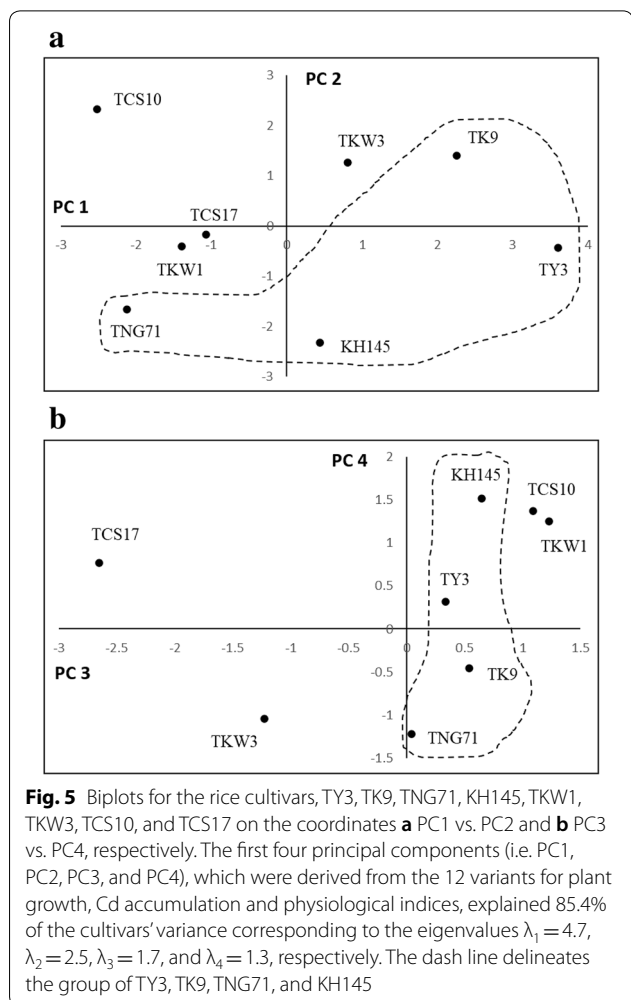 a
3
PC 2
TCS10
2
TKW3
TK9
1
PC 1
TCS17
0
-3
-2
-1
0
1
2
3
4
TKW1
TY3
-1
TNG71
-2
KH145
-3
b
2
PC 4
KH145
TCS10
1.5
TCS17
TKW1
1
TY3
0.5
0
-3
-2.5
-2
-1.5
-1
-0.5
0
0.5
1
1.5
PC 3
TK9
-0.5
TKW3
-1
TNG71
-1.5
Fig. 5 Biplots for the rice cultivars, TY3, TK9, TNG71, KH145, TKW1,
TKW3, TCS10, and TCS17 on the coordinates a PC1 vs. PC2 and b PC3
vs. PC4, respectively. The first four principal components (i.e. PC1,
PC2, PC3, and PC4), which were derived from the 12 variants for plant
growth, Cd accumulation and physiological indices, explained 85.4%
of the cultivars' variance corresponding to the eigenvalues λ₁ = 4.7,
λ₂ = 2.5, λ₃ = 1.7, and λ₄ = 1.3, respectively. The dash line delineates
the group of TY3, TK9, TNG71, and KH145